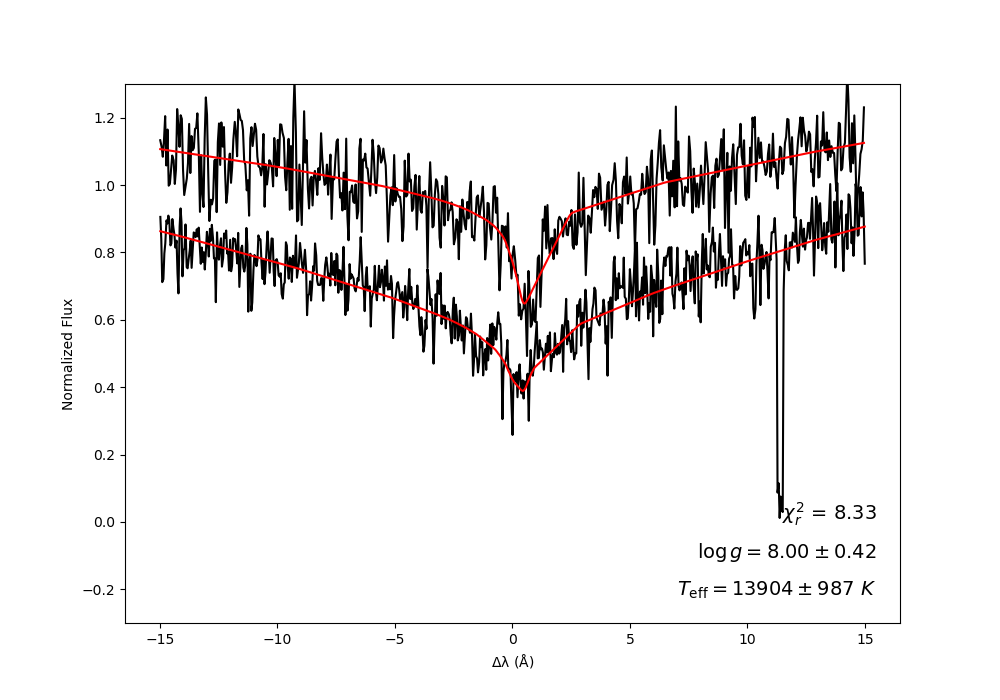 1.2
1.0
0.8
0.6
0.4
0.2
0.0
−0.2
Normalized Flux
χ²ᵣ = 8.33
log g = 8.00 ± 0.42
T_eff = 13904 ± 987 K
−15 −10 −5 0 5 10 15
Δλ (Å)